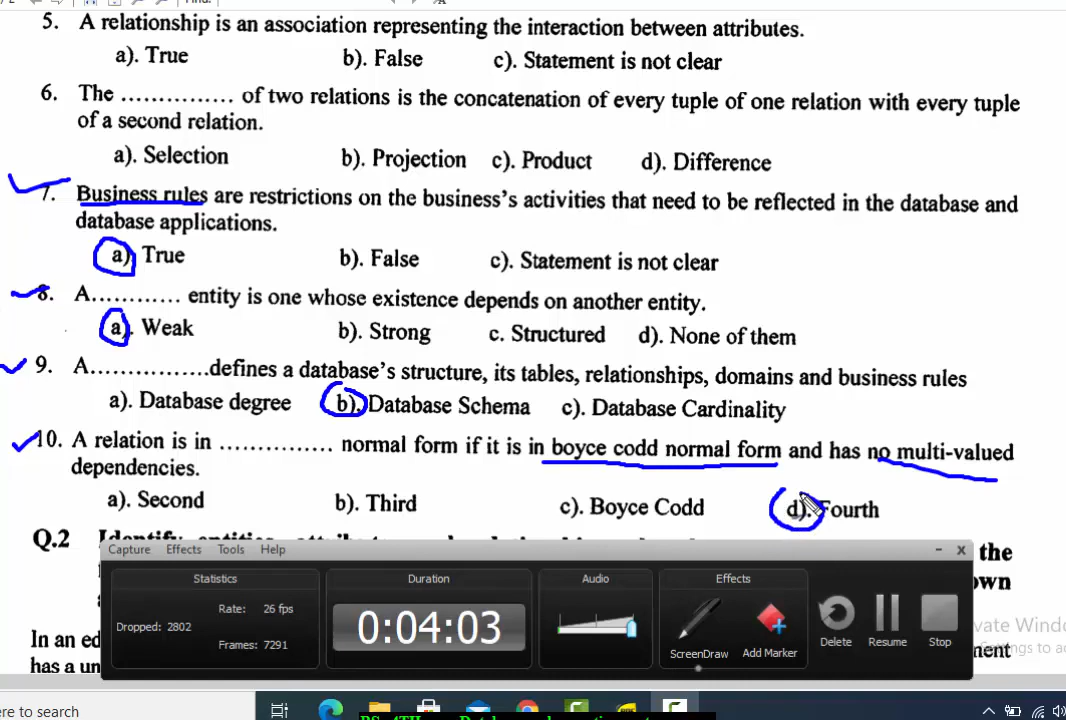 5. A relationship is an association representing the interaction between attributes.
a). True b). False c). Statement is not clear
6. The ............... of two relations is the concatenation of every tuple of one relation with every tuple
of a second relation.
a). Selection b). Projection c). Product d). Difference
7. Business rules are restrictions on the business's activities that need to be reflected in the database and
database applications.
a). True b). False c). Statement is not clear
8. A............ entity is one whose existence depends on another entity.
a). Weak b). Strong c. Structured d). None of them
9. A................defines a database's structure, its tables, relationships, domains and business rules
a). Database degree b). Database Schema c). Database Cardinality
10. A relation is in ............... normal form if it is in boyce codd normal form and has no multi-valued
dependencies.
a). Second b). Third c). Boyce Codd d). Fourth
Q.2 the
Capture Effects Tools Help
own
Statistics Duration Audio Effects
Rate: 26 fps
Dropped: 2802
Frames: 7291
0:04:03
ScreenDraw Add Marker Delete Resume Stop
In an
has a
ere to search